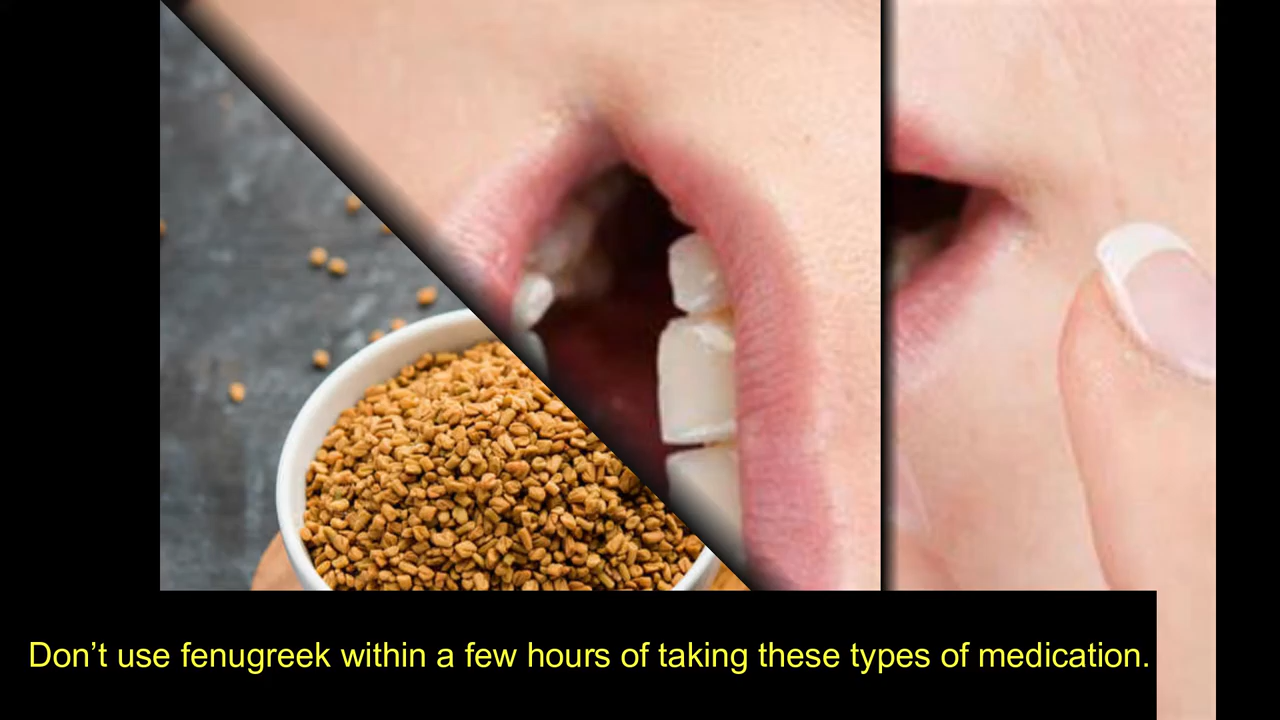 Don’t use fenugreek within a few hours of taking these types of medication.